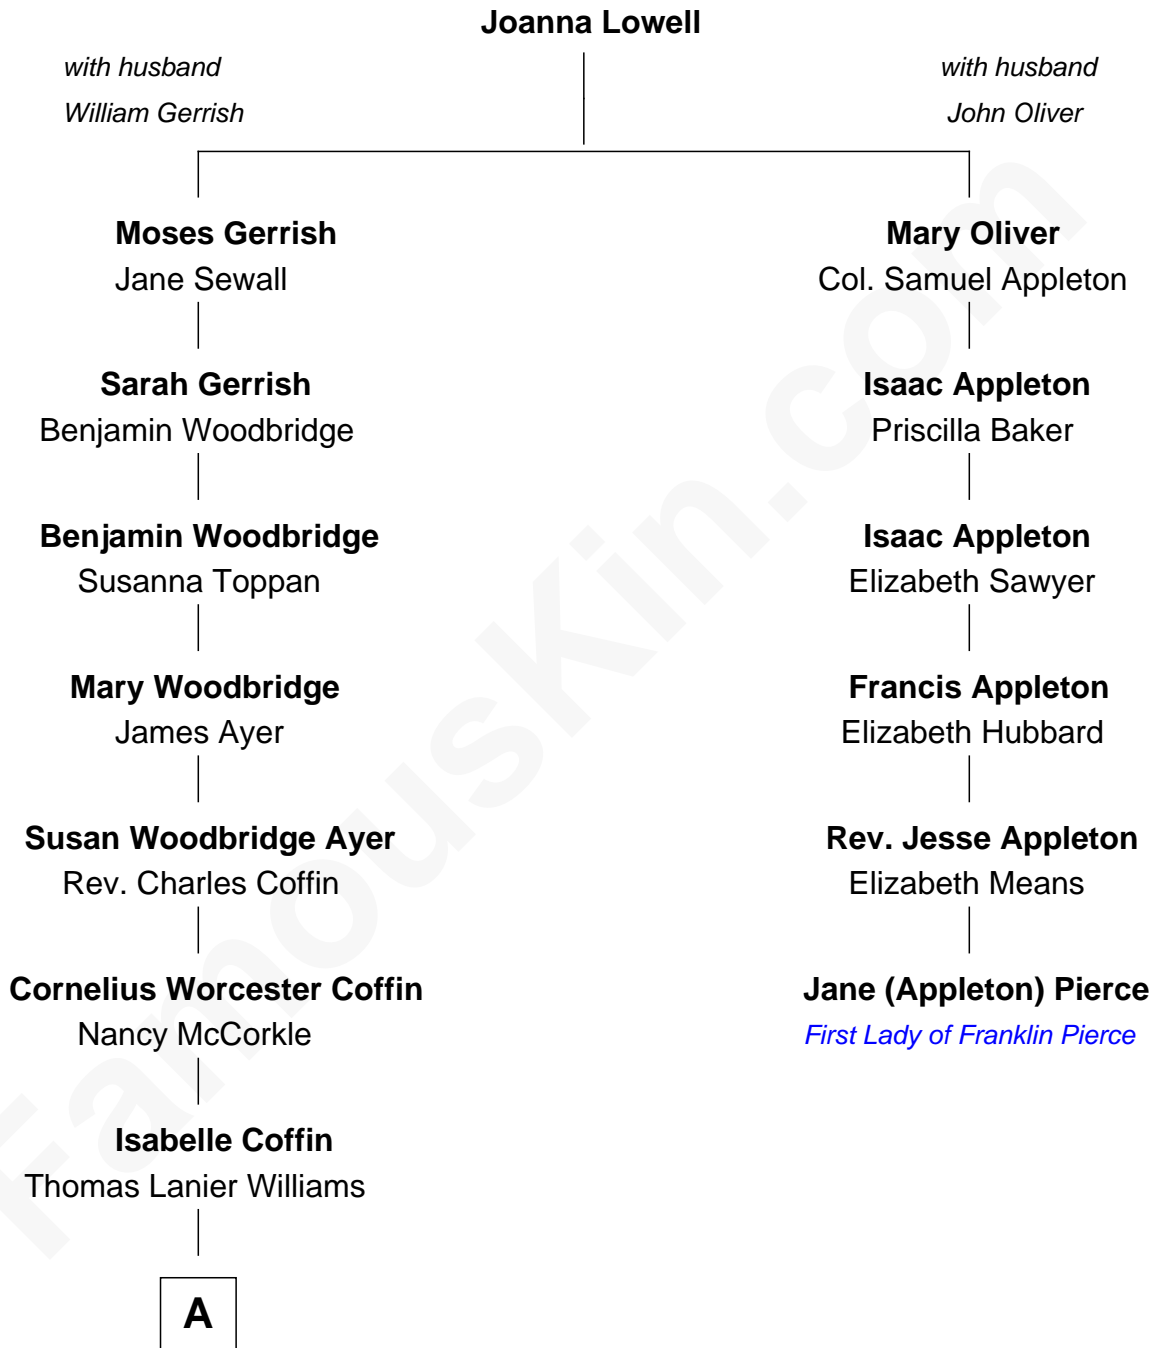 Joanna Lowell
with husband
William Gerrish
with husband
John Oliver
Moses Gerrish
Jane Sewall
Mary Oliver
Col. Samuel Appleton
Sarah Gerrish
Benjamin Woodbridge
Isaac Appleton
Priscilla Baker
Benjamin Woodbridge
Susanna Toppan
Isaac Appleton
Elizabeth Sawyer
Mary Woodbridge
James Ayer
Francis Appleton
Elizabeth Hubbard
Susan Woodbridge Ayer
Rev. Charles Coffin
Rev. Jesse Appleton
Elizabeth Means
Cornelius Worcester Coffin
Nancy McCorkle
Jane (Appleton) Pierce
First Lady of Franklin Pierce
Isabelle Coffin
Thomas Lanier Williams
A
FamousKin.com